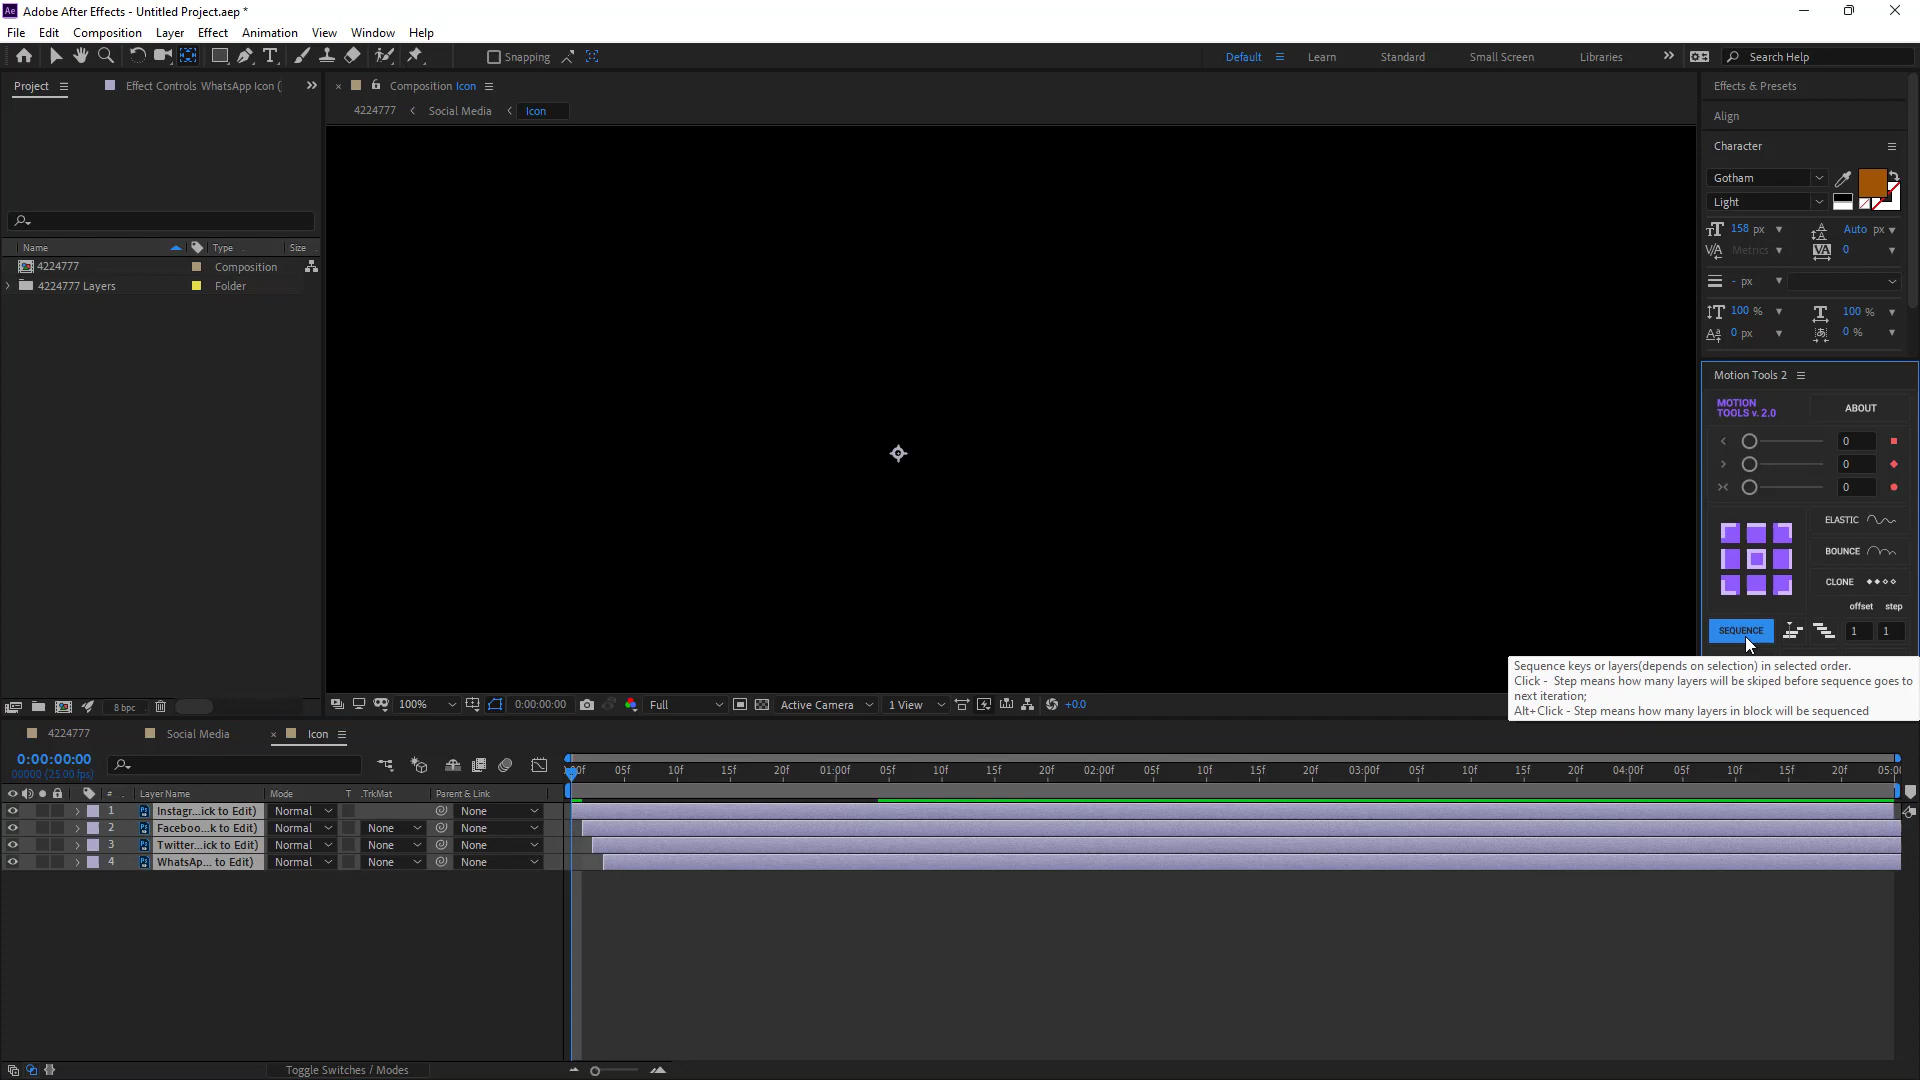 Adobe After Effects - Untitled Project.aep *
File Edit Composition Layer Effect Animation View Window Help
Snapping
Default Learn Standard Small Screen Libraries Search Help
Project Effect Controls WhatsApp Icon (
Composition Icon
4224777 Social Media Icon
Name Type Size
4224777 Composition
4224777 Layers Folder
Effects & Presets
Align
Character
Gotham
Light
158 px Auto px
Metrics 0
- px
100 % 100 %
0 px 0 %
Motion Tools 2
MOTION TOOLS v. 2.0 ABOUT
0
0
0
ELASTIC
BOUNCE
CLONE
offset step
SEQUENCE 1 1
Sequence keys or layers(depends on selection) in selected order.
Click - Step means how many layers will be skiped before sequence goes to
next iteration;
Alt+Click - Step means how many layers in block will be sequenced
8 bpc 100% 0:00:00:00 Full Active Camera 1 View +0.0
4224777 Social Media Icon
0:00:00:00
00000 (25.00 fps)
:00f 05f 10f 15f 20f 01:00f 05f 10f 15f 20f 02:00f 05f 10f 15f 20f 03:00f 05f 10f 15f 20f 04:00f 05f 10f 15f 20f 05:0
# Layer Name Mode T .TrkMat Parent & Link
1 Instagr...ick to Edit) Normal None
2 Faceboo...k to Edit) Normal None None
3 Twitter...ick to Edit) Normal None None
4 WhatsAp... to Edit) Normal None None
Toggle Switches / Modes